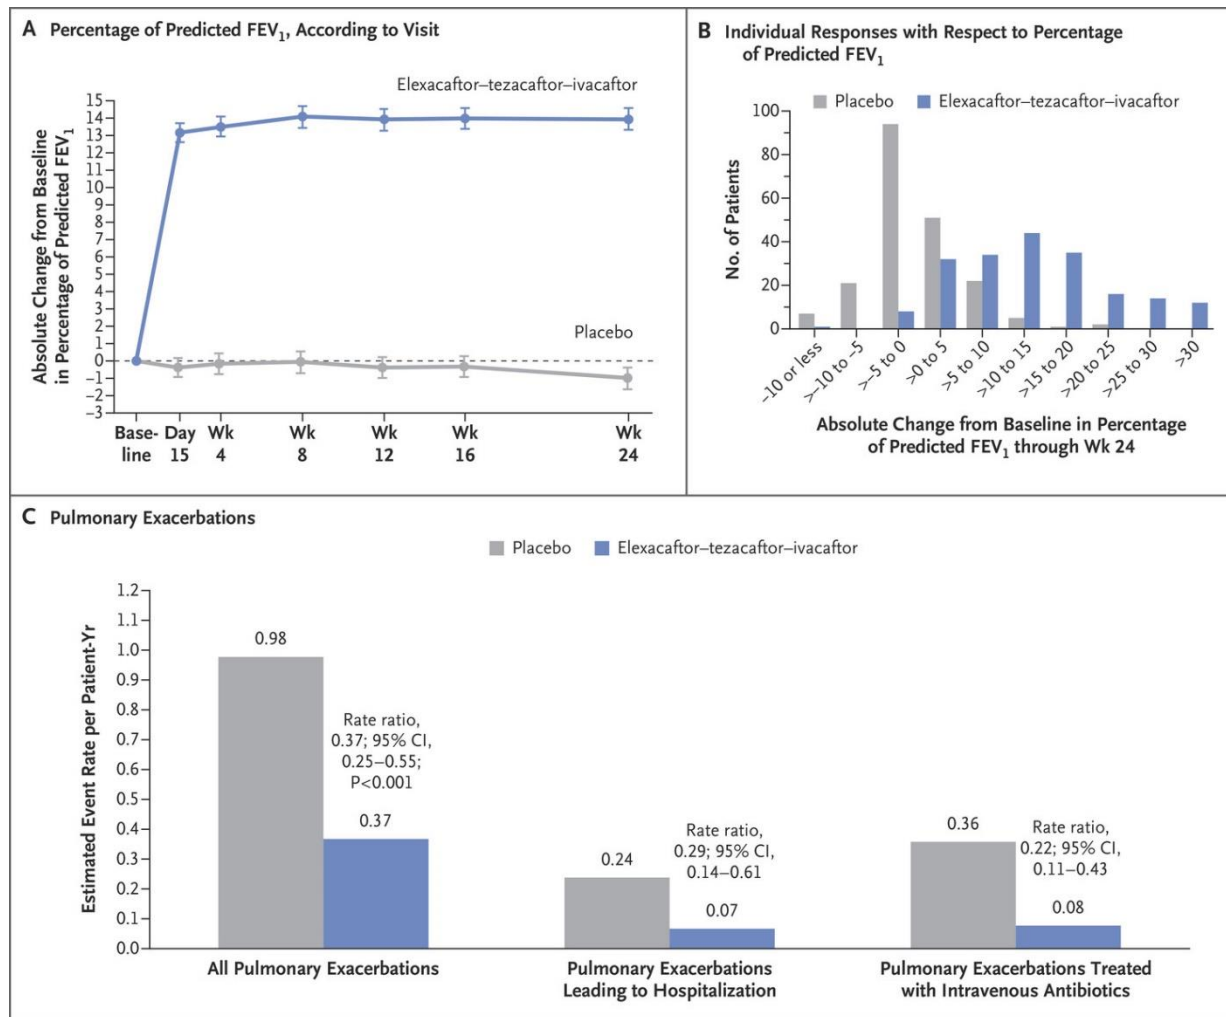 A Percentage of Predicted FEV₁, According to Visit
Elexacaftor–tezacaftor–ivacaftor
Absolute Change from Baseline
in Percentage of Predicted FEV₁
15
14
13
12
11
10
9
8
7
6
5
4
3
2
1
0
−1
−2
−3
Placebo
Base-line
Day 15
Wk 4
Wk 8
Wk 12
Wk 16
Wk 24
B Individual Responses with Respect to Percentage
of Predicted FEV₁
Placebo
Elexacaftor–tezacaftor–ivacaftor
No. of Patients
100
80
60
40
20
0
−10 or less
>−10 to −5
>−5 to 0
>0 to 5
>5 to 10
>10 to 15
>15 to 20
>20 to 25
>25 to 30
>30
Absolute Change from Baseline in Percentage
of Predicted FEV₁ through Wk 24
C Pulmonary Exacerbations
Placebo
Elexacaftor–tezacaftor–ivacaftor
Estimated Event Rate per Patient-Yr
1.2
1.1
1.0
0.9
0.8
0.7
0.6
0.5
0.4
0.3
0.2
0.1
0.0
0.98
Rate ratio,
0.37; 95% CI,
0.25–0.55;
P<0.001
0.37
0.24
Rate ratio,
0.29; 95% CI,
0.14–0.61
0.07
0.36
Rate ratio,
0.22; 95% CI,
0.11–0.43
0.08
All Pulmonary Exacerbations
Pulmonary Exacerbations
Leading to Hospitalization
Pulmonary Exacerbations Treated
with Intravenous Antibiotics